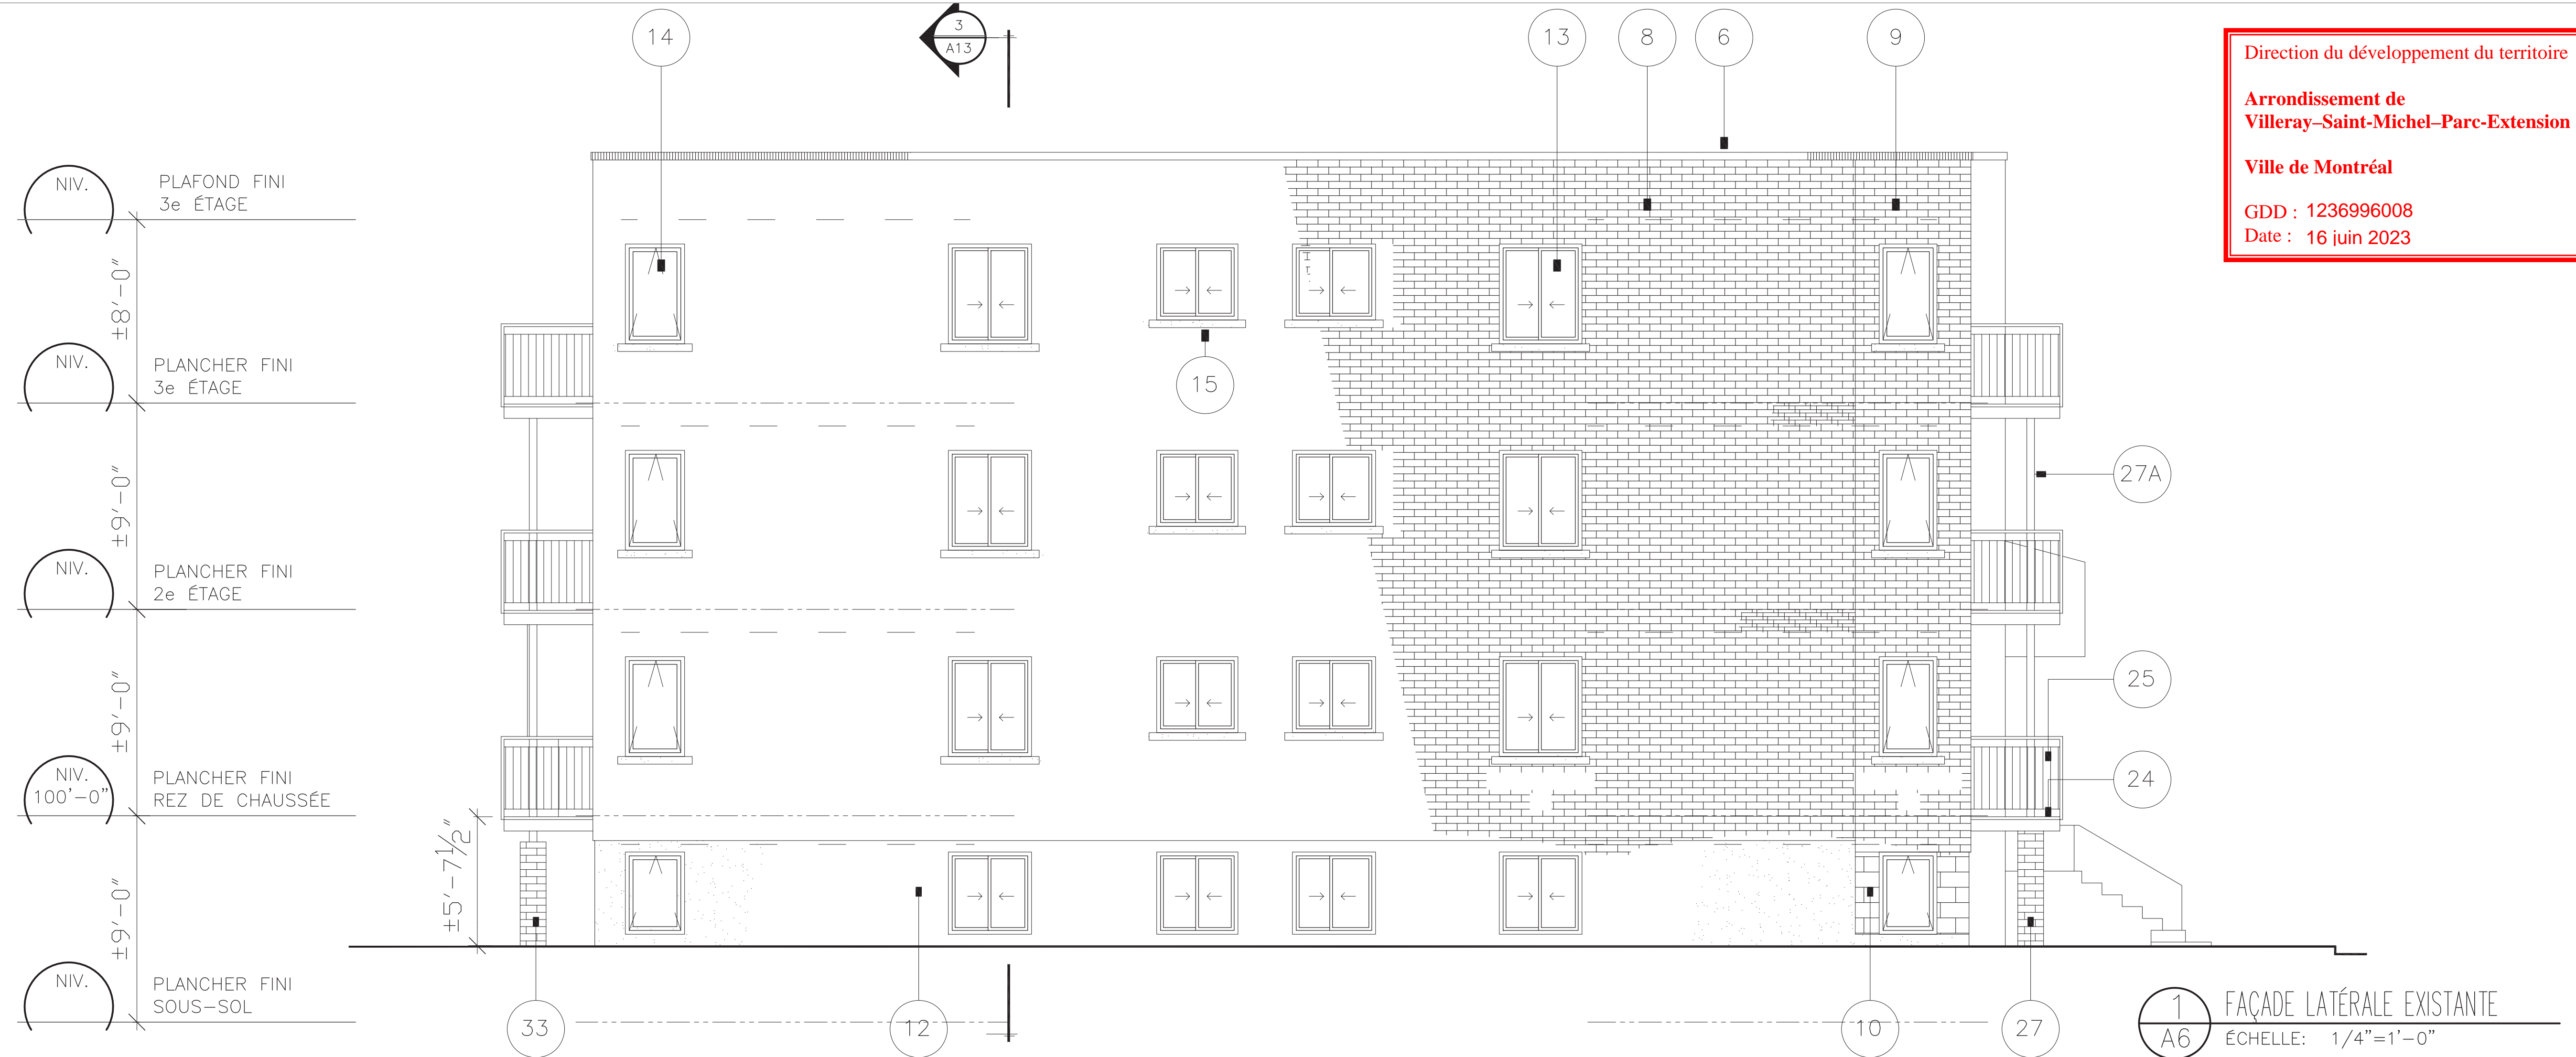 14
3
A13
13
8
6
9
Direction du développement du territoire
Arrondissement de
Villeray–Saint-Michel–Parc-Extension
Ville de Montréal
GDD : 1236996008
Date : 16 juin 2023
NIV.
PLAFOND FINI
3e ÉTAGE
±8'-0"
NIV.
PLANCHER FINI
3e ÉTAGE
15
±9'-0"
27A
NIV.
PLANCHER FINI
2e ÉTAGE
±9'-0"
25
NIV.
100'-0"
PLANCHER FINI
REZ DE CHAUSSÉE
24
±5'-7 1/2"
±9'-0"
NIV.
PLANCHER FINI
SOUS-SOL
33
12
10
27
1
A6
FAÇADE LATÉRALE EXISTANTE
ÉCHELLE: 1/4"=1'-0"